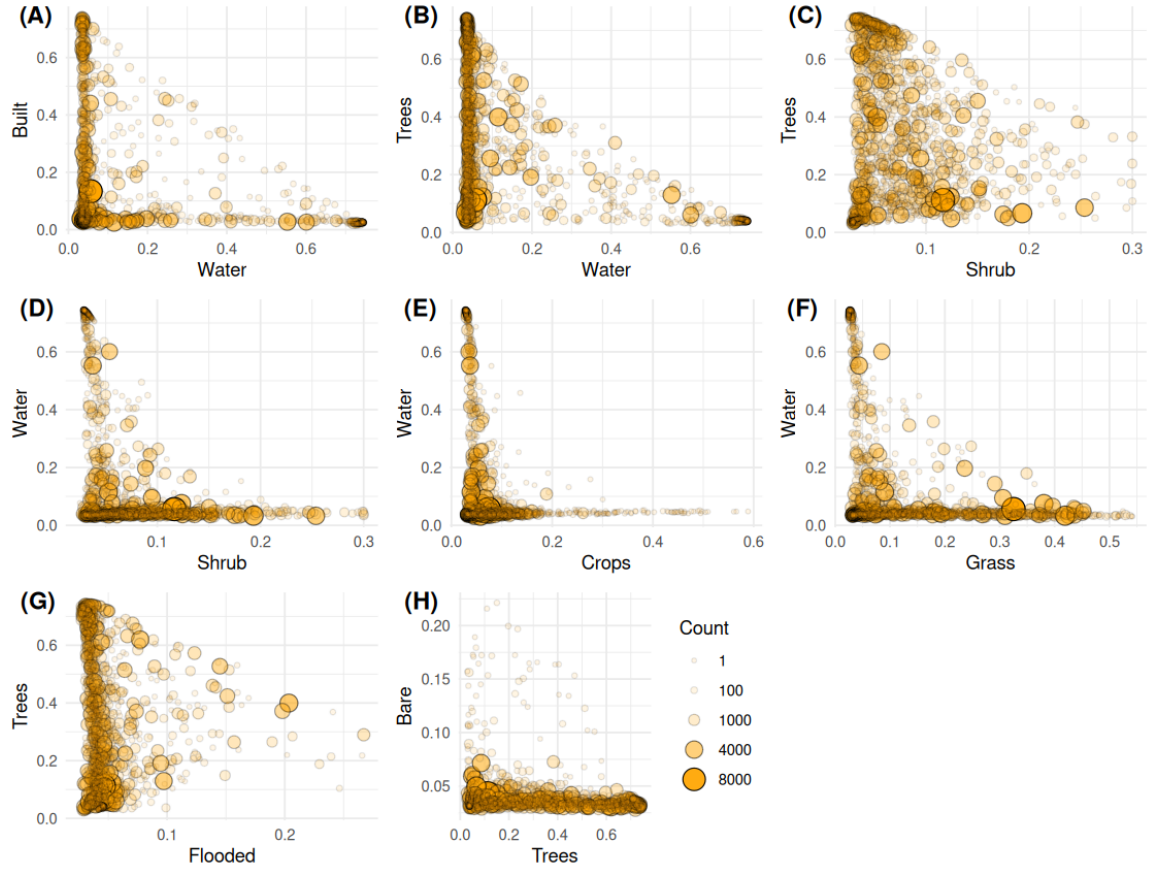 (A)
Built
0.6
0.4
0.2
0.0
0.0
0.2
0.4
0.6
Water
(B)
Trees
0.6
0.4
0.2
0.0
0.0
0.2
0.4
0.6
Water
(C)
Trees
0.6
0.4
0.2
0.0
0.1
0.2
0.3
Shrub
(D)
Water
0.6
0.4
0.2
0.0
0.1
0.2
0.3
Shrub
(E)
Water
0.6
0.4
0.2
0.0
0.0
0.2
0.4
0.6
Crops
(F)
Water
0.6
0.4
0.2
0.0
0.0
0.1
0.2
0.3
0.4
0.5
Grass
(G)
Trees
0.6
0.4
0.2
0.0
0.1
0.2
Flooded
(H)
Bare
0.20
0.15
0.10
0.05
0.0
0.2
0.4
0.6
Trees
Count
1
100
1000
4000
8000